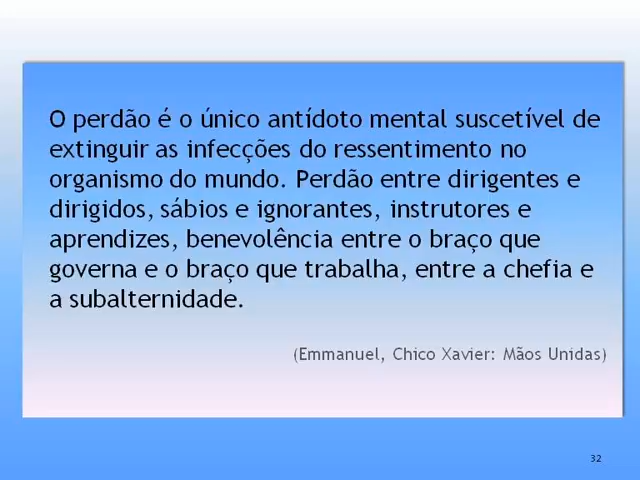 O perdão é o único antídoto mental suscetível de
extinguir as infecções do ressentimento no
organismo do mundo. Perdão entre dirigentes e
dirigidos, sábios e ignorantes, instrutores e
aprendizes, benevolência entre o braço que
governa e o braço que trabalha, entre a chefia e
a subalternidade.
(Emmanuel, Chico Xavier: Mãos Unidas)
32